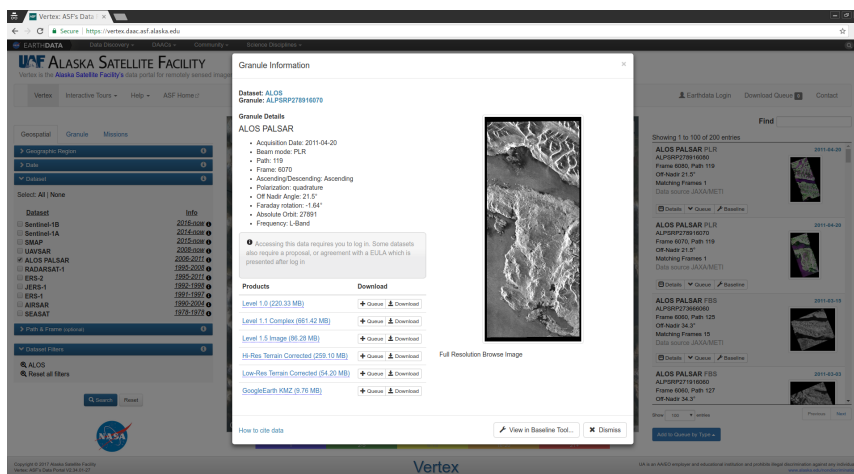 Vertex: ASF's Data
Secure | https://vertex.daac.asf.alaska.edu
EARTHDATA Data Discovery DAACs Community Science Disciplines
UAF ALASKA SATELLITE FACILITY
Vertex is the Alaska Satellite Facility's data portal for remotely sensed
Vertex Interactive Tours Help ASF Home
Earthdata Login Download Queue Contact
Geospatial Granule Missions
Geographic Region
Date
Dataset
Select: All | None
Dataset Info
Sentinel-1B 2016-now
Sentinel-1A 2014-now
SMAP 2015-now
UAVSAR 2008-now
ALOS PALSAR 2006-2011
RADARSAT-1 1995-2008
ERS-2 1995-2011
JERS-1 1992-1998
ERS-1 1991-1997
AIRSAR 1990-2004
SEASAT 1978-1978
Path & Frame (optional)
Dataset Filters
ALOS
Reset all filters
Search Reset
NASA
Granule Information ×
Dataset: ALOS
Granule: ALPSRP278916070
Granule Details
ALOS PALSAR
• Acquisition Date: 2011-04-20
• Beam mode: PLR
• Path: 119
• Frame: 6070
• Ascending/Descending: Ascending
• Polarization: quadrature
• Off Nadir Angle: 21.5°
• Faraday rotation: -1.64°
• Absolute Orbit: 27891
• Frequency: L-Band
Accessing this data requires you to log in. Some datasets
also require a proposal, or agreement with a EULA which is
presented after log in.
Products Download
Level 1.0 (220.33 MB) Queue Download
Level 1.1 Complex (661.42 MB) Queue Download
Level 1.5 Image (86.28 MB) Queue Download
Hi-Res Terrain Corrected (259.10 MB) Queue Download
Low-Res Terrain Corrected (54.20 MB) Queue Download
GoogleEarth KMZ (9.76 MB) Queue Download
Full Resolution Browse Image
How to cite data
View in Baseline Tool... Dismiss
Find
Showing 1 to 100 of 200 entries
ALOS PALSAR PLR 2011-04-20
ALPSRP278916080
Frame 6080, Path 119
Off-Nadir 21.5°
Matching Frames 1
Data source JAXA/METI
Details Queue Baseline
ALOS PALSAR PLR 2011-04-20
ALPSRP278916070
Frame 6070, Path 119
Off-Nadir 21.5°
Matching Frames 1
Data source JAXA/METI
Details Queue Baseline
ALOS PALSAR FBS 2011-03-15
ALPSRP273666060
Frame 6060, Path 125
Off-Nadir 34.3°
Matching Frames 15
Data source JAXA/METI
Details Queue Baseline
ALOS PALSAR FBS 2011-03-03
ALPSRP271916060
Frame 6060, Path 127
Off-Nadir 34.3°
Show 100 entries Previous Next
Add to Queue by Type
Copyright © 2017 Alaska Satellite Facility
Vertex